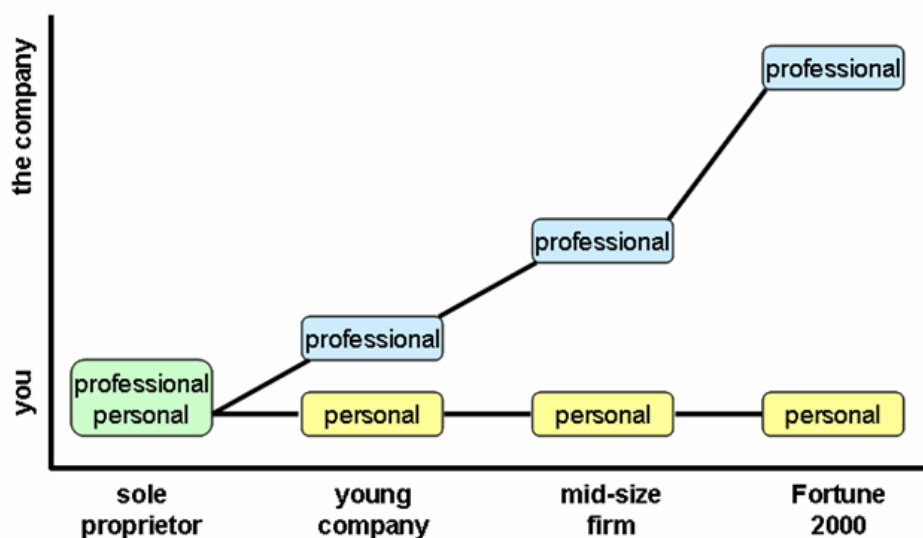 the company
professional
professional
professional
you
professional
personal
personal
personal
personal
sole
proprietor
young
company
mid-size
firm
Fortune
2000